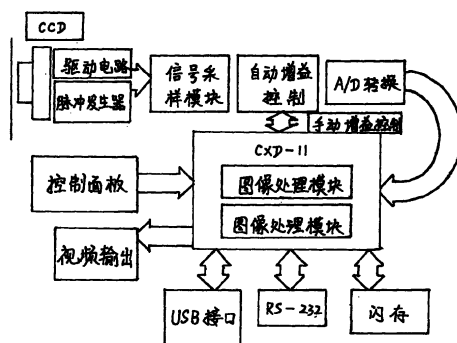 CCD
驱动电路
脉冲发生器
信号采
样模块
自动增益
控制
A/D转换
手动增益控制
CXD-11
图像处理模块
图像处理模块
控制面板
视频输出
USB接口
RS-232
闪存